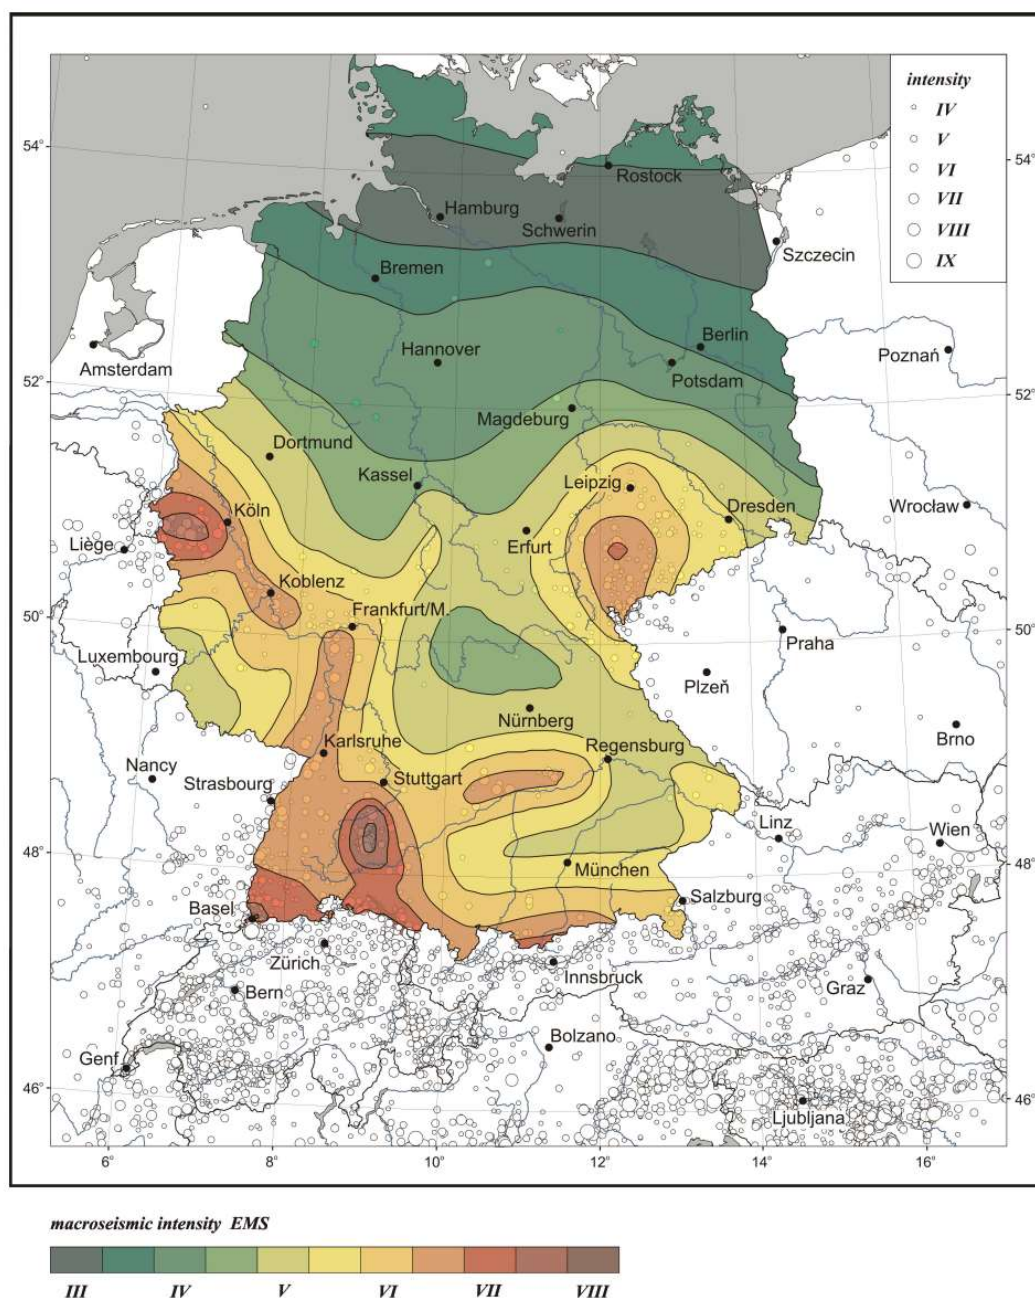 intensity
IV
V
VI
VII
VIII
IX
54°
54°
Rostock
Hamburg
Schwerin
Szczecin
Bremen
Berlin
Amsterdam
Hannover
Potsdam
Poznań
52°
52°
Magdeburg
Dortmund
Kassel
Leipzig
Dresden
Wrocław
Köln
Liège
Erfurt
Koblenz
Frankfurt/M.
50°
50°
Praha
Luxembourg
Plzeň
Nürnberg
Brno
Karlsruhe
Regensburg
Nancy
Strasbourg
Stuttgart
Linz
Wien
48°
48°
München
Salzburg
Basel
Zürich
Innsbruck
Bern
Graz
Bolzano
Genf
46°
46°
Ljubljana
6° 8° 10° 12° 14° 16°
macroseismic intensity EMS
III IV V VI VII VIII